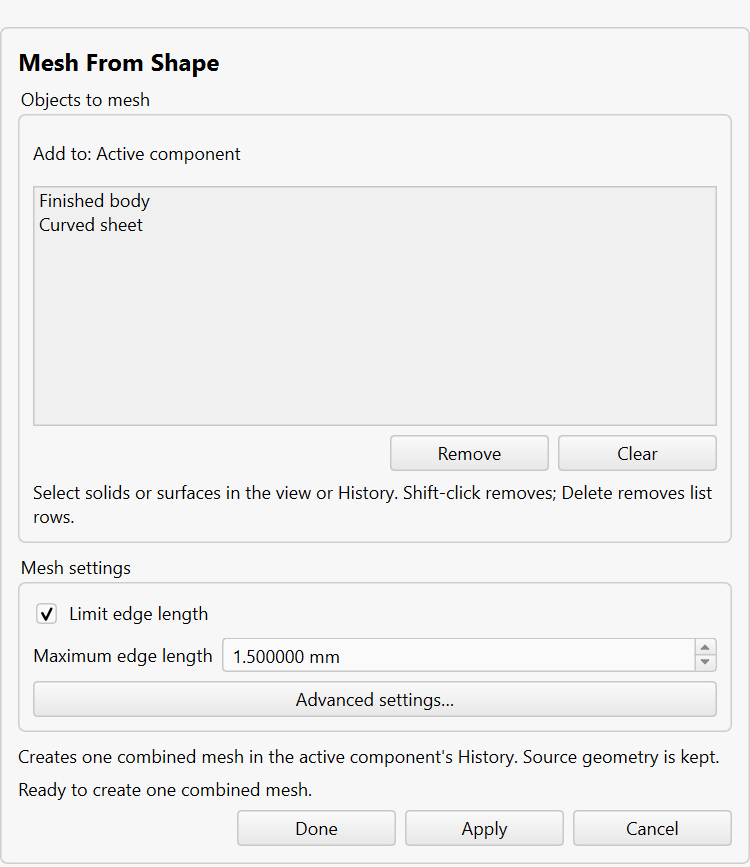 Mesh From Shape
Objects to mesh
Add to: Active component
Finished body
Curved sheet
Remove
Clear
Select solids or surfaces in the view or History. Shift-click removes; Delete removes list
rows.
Mesh settings
Limit edge length
Maximum edge length
1.500000 mm
Advanced settings...
Creates one combined mesh in the active component's History. Source geometry is kept.
Ready to create one combined mesh.
Done
Apply
Cancel